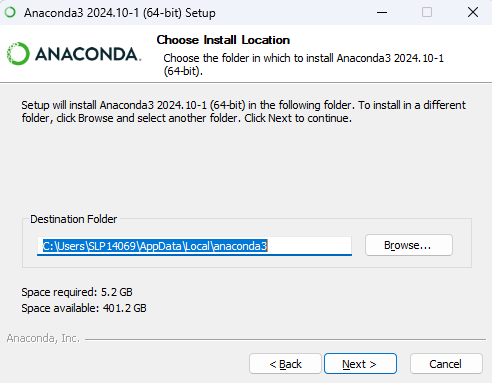 Anaconda3 2024.10-1 (64-bit) Setup
ANACONDA.
Choose Install Location
Choose the folder in which to install Anaconda3 2024.10-1
(64-bit).
Setup will install Anaconda3 2024.10-1 (64-bit) in the following folder. To install in a different
folder, click Browse and select another folder. Click Next to continue.
Destination Folder
C:\Users\SLP14069\AppData\Local\anaconda3
Browse...
Space required: 5.2 GB
Space available: 401.2 GB
Anaconda, Inc.
< Back
Next >
Cancel